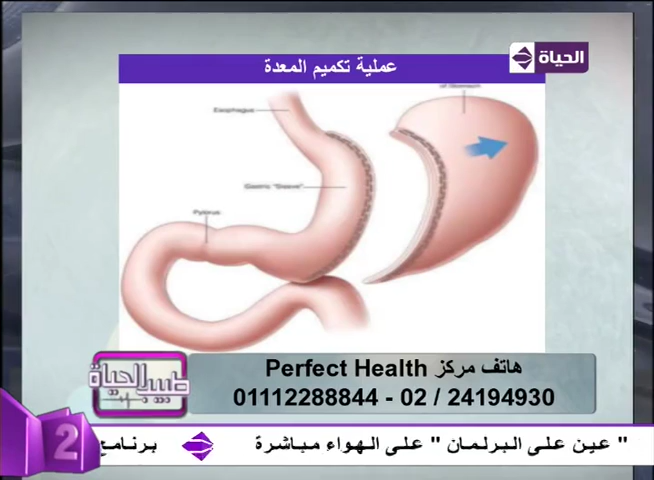 الحياة
عملية تكميم المعدة
of Stomach
Esophagus
Gastric "Sleeve"
Pylorus
طبيب الحياة
هاتف مركز Perfect Health
01112288844 - 02 / 24194930
2
" عين على البرلمان " على الهواء مباشرة
برنامج